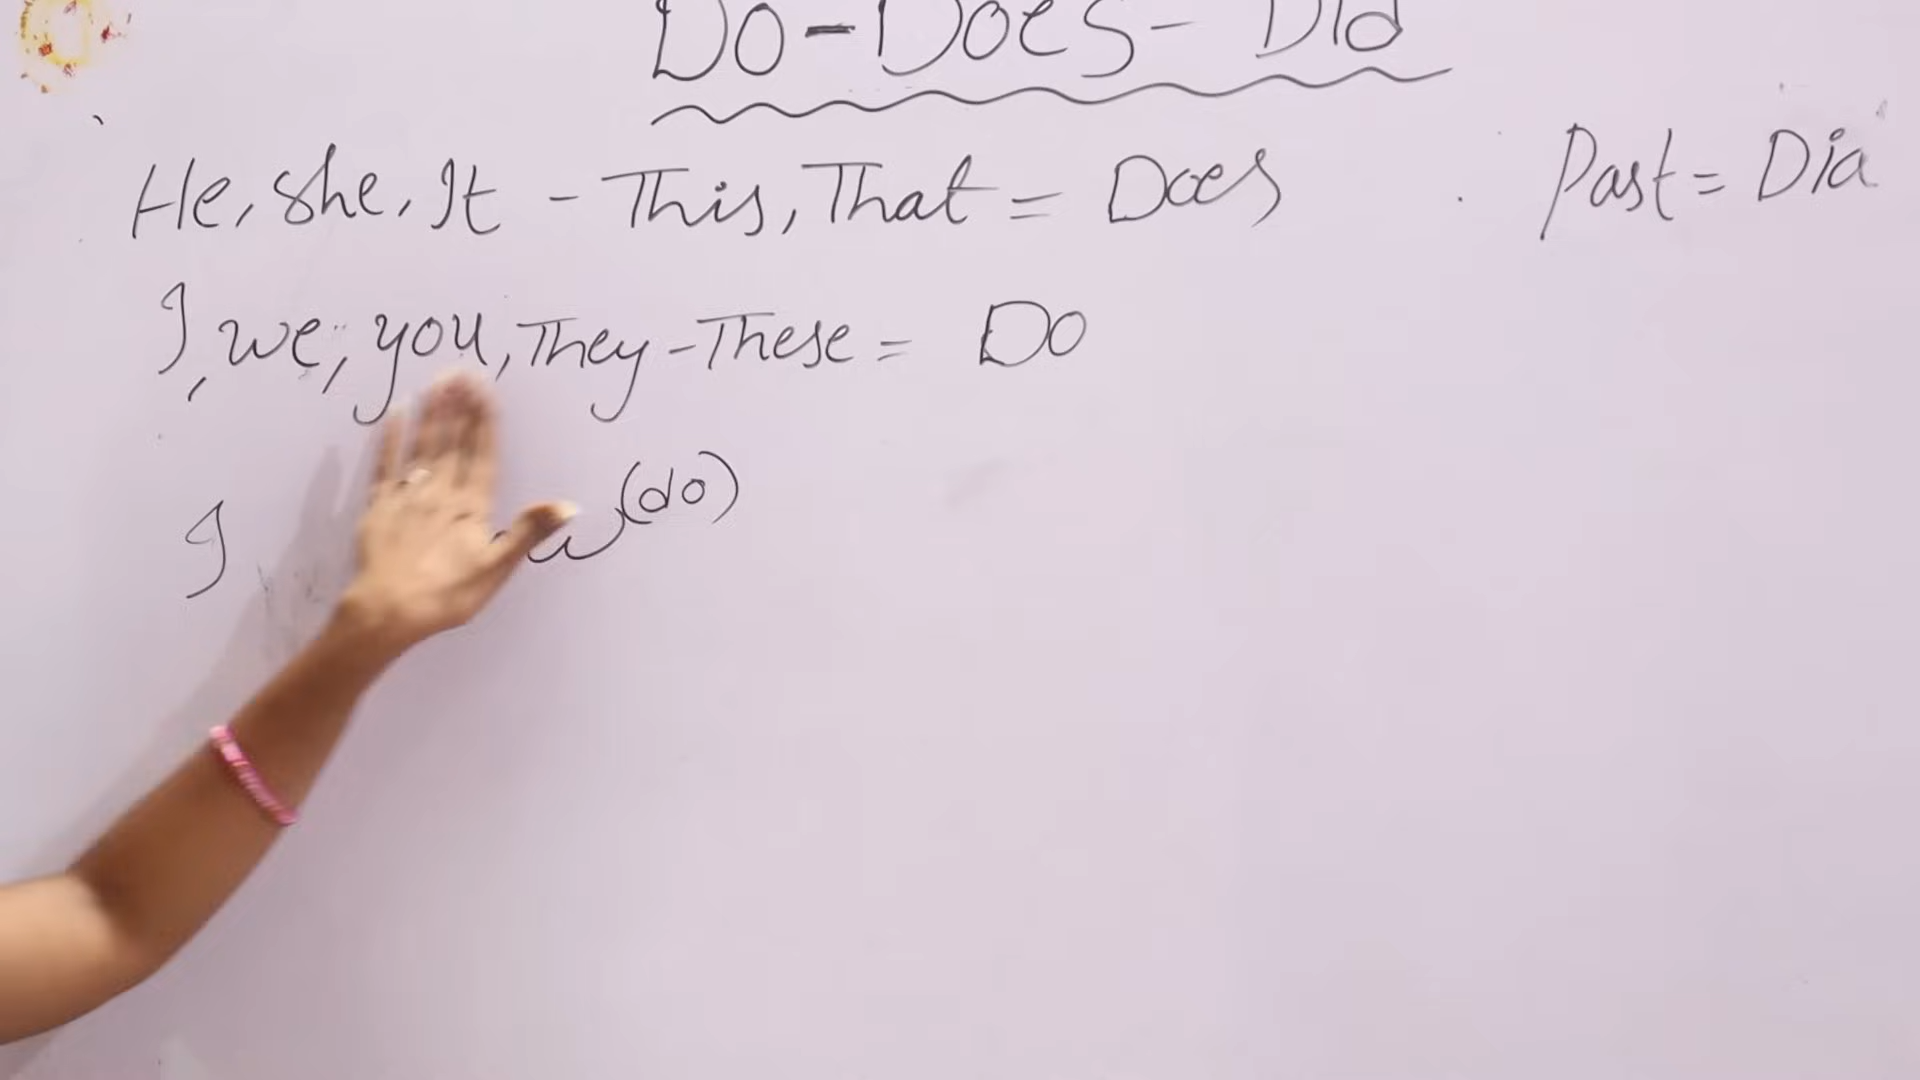 Do-Does-Did
He, she, It - This, That = Does
Past = Did
I, we, you, They - These = Do
I (do)